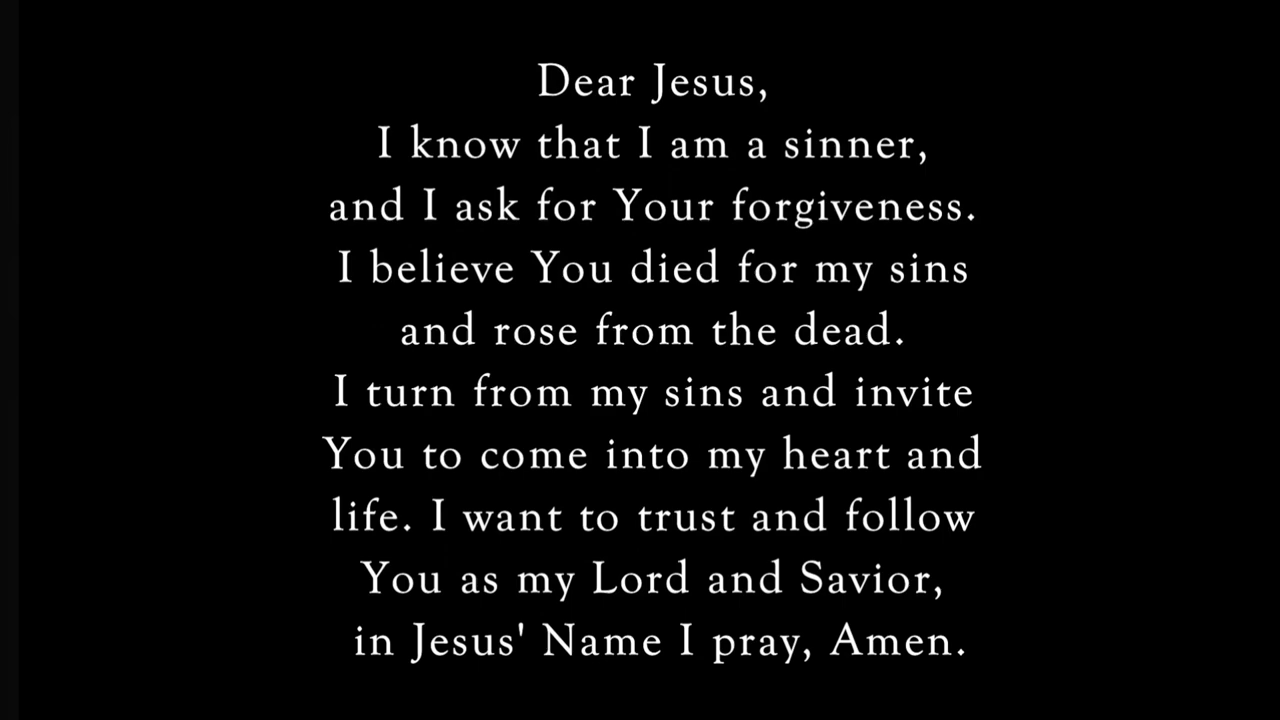 Dear Jesus,
I know that I am a sinner,
and I ask for Your forgiveness.
I believe You died for my sins
and rose from the dead.
I turn from my sins and invite
You to come into my heart and
life. I want to trust and follow
You as my Lord and Savior,
in Jesus' Name I pray, Amen.